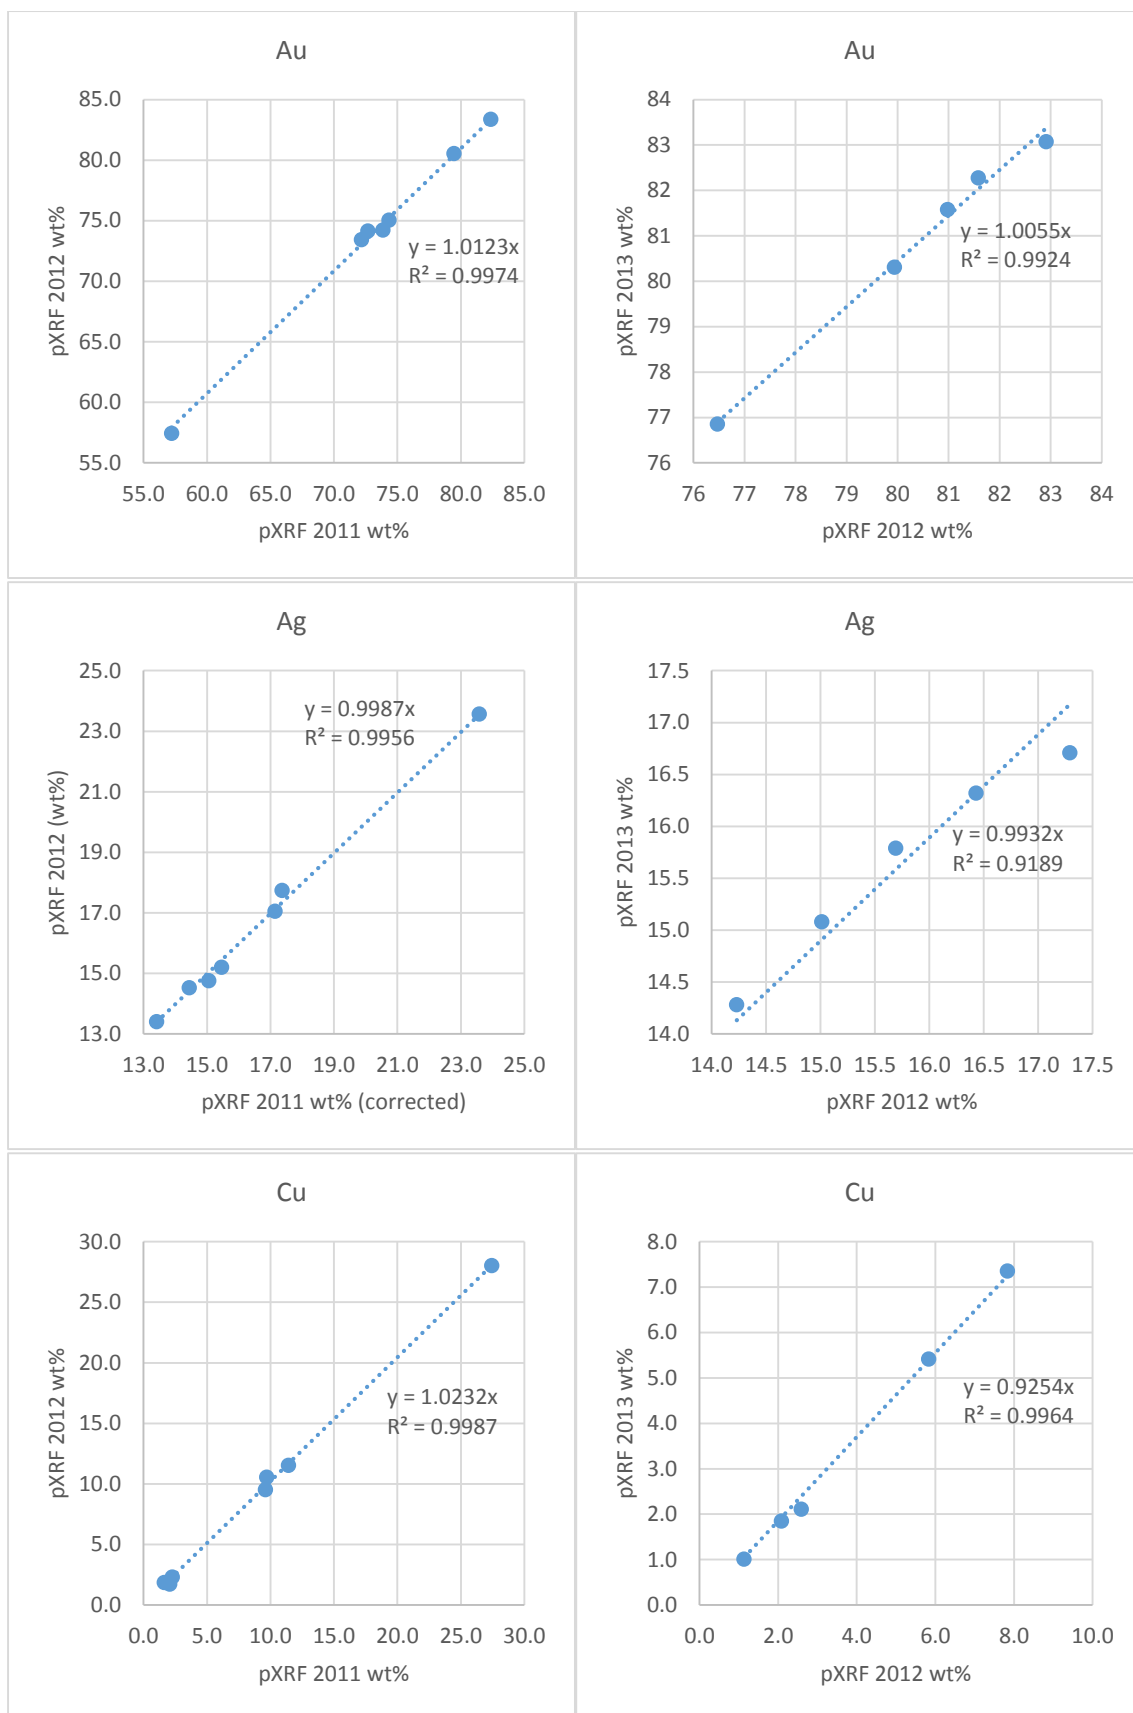 Au
85.0
80.0
75.0
70.0
65.0
60.0
55.0
pXRF 2012 wt%
y = 1.0123x
R² = 0.9974
55.0 60.0 65.0 70.0 75.0 80.0 85.0
pXRF 2011 wt%
Au
84
83
82
81
80
79
78
77
76
pXRF 2013 wt%
y = 1.0055x
R² = 0.9924
76 77 78 79 80 81 82 83 84
pXRF 2012 wt%
Ag
25.0
23.0
21.0
19.0
17.0
15.0
13.0
pXRF 2012 (wt%)
y = 0.9987x
R² = 0.9956
13.0 15.0 17.0 19.0 21.0 23.0 25.0
pXRF 2011 wt% (corrected)
Ag
17.5
17.0
16.5
16.0
15.5
15.0
14.5
14.0
pXRF 2013 wt%
y = 0.9932x
R² = 0.9189
14.0 14.5 15.0 15.5 16.0 16.5 17.0 17.5
pXRF 2012 wt%
Cu
30.0
25.0
20.0
15.0
10.0
5.0
0.0
pXRF 2012 wt%
y = 1.0232x
R² = 0.9987
0.0 5.0 10.0 15.0 20.0 25.0 30.0
pXRF 2011 wt%
Cu
8.0
7.0
6.0
5.0
4.0
3.0
2.0
1.0
0.0
pXRF 2013 wt%
y = 0.9254x
R² = 0.9964
0.0 2.0 4.0 6.0 8.0 10.0
pXRF 2012 wt%